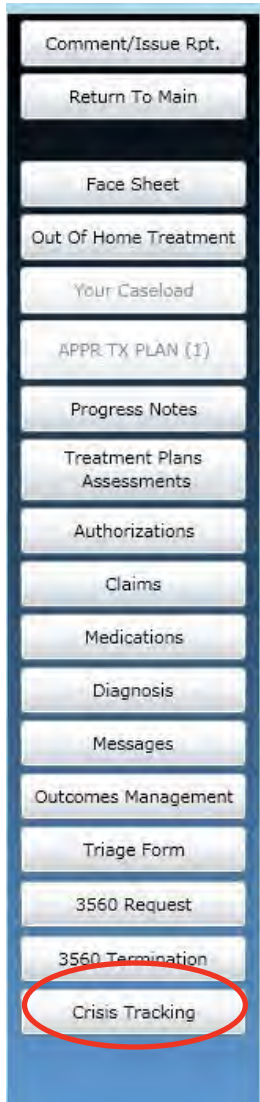 Comment/Issue Rpt.
Return To Main
Face Sheet
Out Of Home Treatment
Your Caseload
APPR TX PLAN (1)
Progress Notes
Treatment Plans
Assessments
Authorizations
Claims
Medications
Diagnosis
Messages
Outcomes Management
Triage Form
3560 Request
3560 Termination
Crisis Tracking